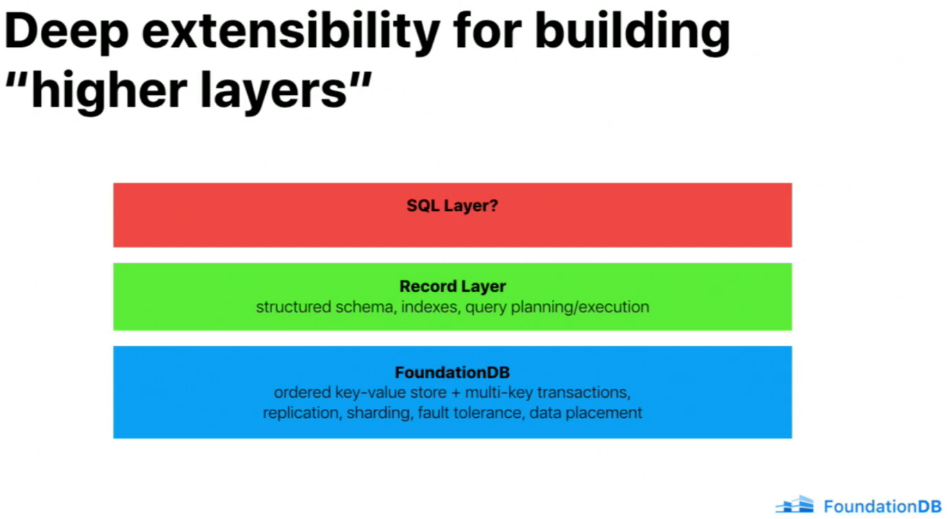 Deep extensibility for building
“higher layers”
SQL Layer?
Record Layer
structured schema, indexes, query planning/execution
FoundationDB
ordered key-value store + multi-key transactions,
replication, sharding, fault tolerance, data placement
FoundationDB